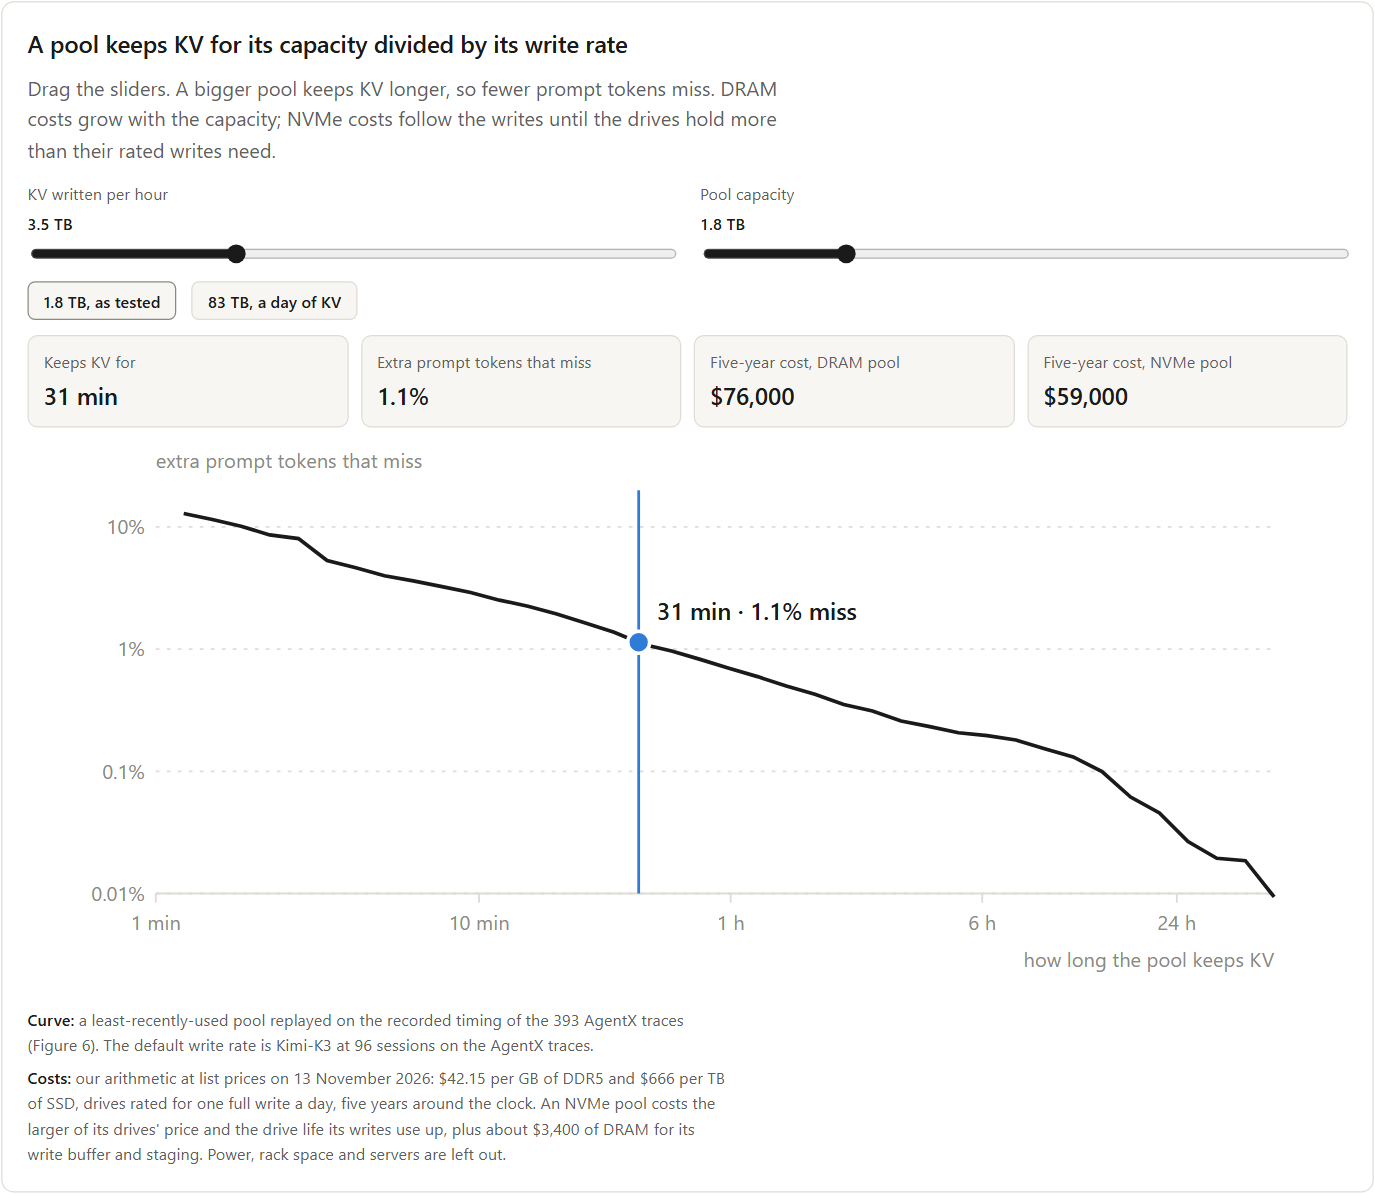 A pool keeps KV for its capacity divided by its write rate
Drag the sliders. A bigger pool keeps KV longer, so fewer prompt tokens miss. DRAM
costs grow with the capacity; NVMe costs follow the writes until the drives hold more
than their rated writes need.
KV written per hour
3.5 TB
Pool capacity
1.8 TB
1.8 TB, as tested
83 TB, a day of KV
Keeps KV for
31 min
Extra prompt tokens that miss
1.1%
Five-year cost, DRAM pool
$76,000
Five-year cost, NVMe pool
$59,000
extra prompt tokens that miss
10%
31 min · 1.1% miss
1%
0.1%
0.01%
1 min
10 min
1 h
6 h
24 h
how long the pool keeps KV
Curve: a least-recently-used pool replayed on the recorded timing of the 393 AgentX traces
(Figure 6). The default write rate is Kimi-K3 at 96 sessions on the AgentX traces.
Costs: our arithmetic at list prices on 13 November 2026: $42.15 per GB of DDR5 and $666 per TB
of SSD, drives rated for one full write a day, five years around the clock. An NVMe pool costs the
larger of its drives' price and the drive life its writes use up, plus about $3,400 of DRAM for its
write buffer and staging. Power, rack space and servers are left out.